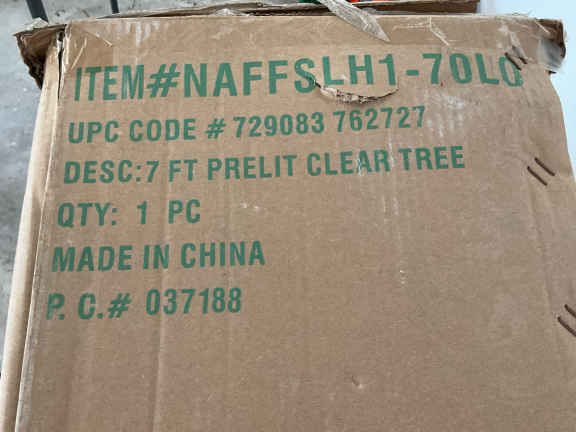 ITEM#NAFFSLH1-70LO
UPC CODE # 729083 762727
DESC:7 FT PRELIT CLEAR TREE
QTY: 1 PC
MADE IN CHINA
P. C.# 037188